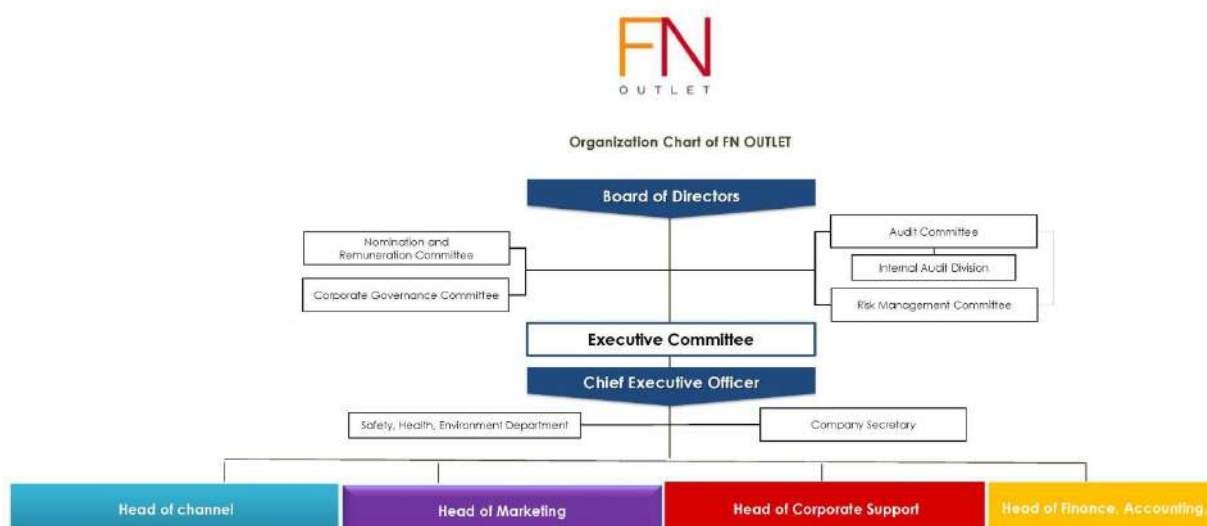 FN
OUTLET
Organization Chart of FN OUTLET
Board of Directors
Nomination and
Remuneration Committee
Corporate Governance Committee
Audit Committee
Internal Audit Division
Risk Management Committee
Executive Committee
Chief Executive Officer
Safety, Health, Environment Department
Company Secretary
Head of channel
Head of Marketing
Head of Corporate Support
Head of Finance, Accounting,